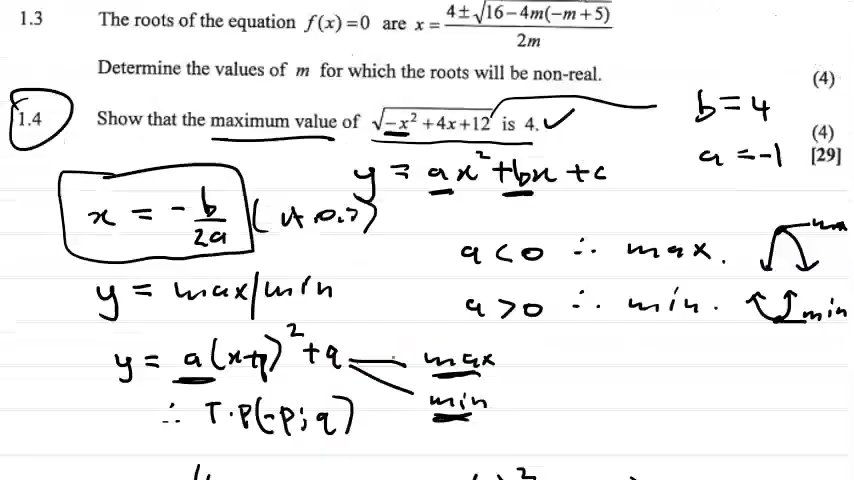 1.3 The roots of the equation f(x)=0 are x = (4±√(16−4m(−m+5)))/(2m)
Determine the values of m for which the roots will be non-real. (4)
1.4 Show that the maximum value of √(−x²+4x+12) is 4. ✓ (4)
[29]
b = 4
a = -1
y = ax² + bx + c
x = - b/2a (A.O.S)
a < 0 ∴ max.
y = max/min
a > 0 ∴ min. min
y = a(x+p)² + q max
min
∴ T.P(-p; q)